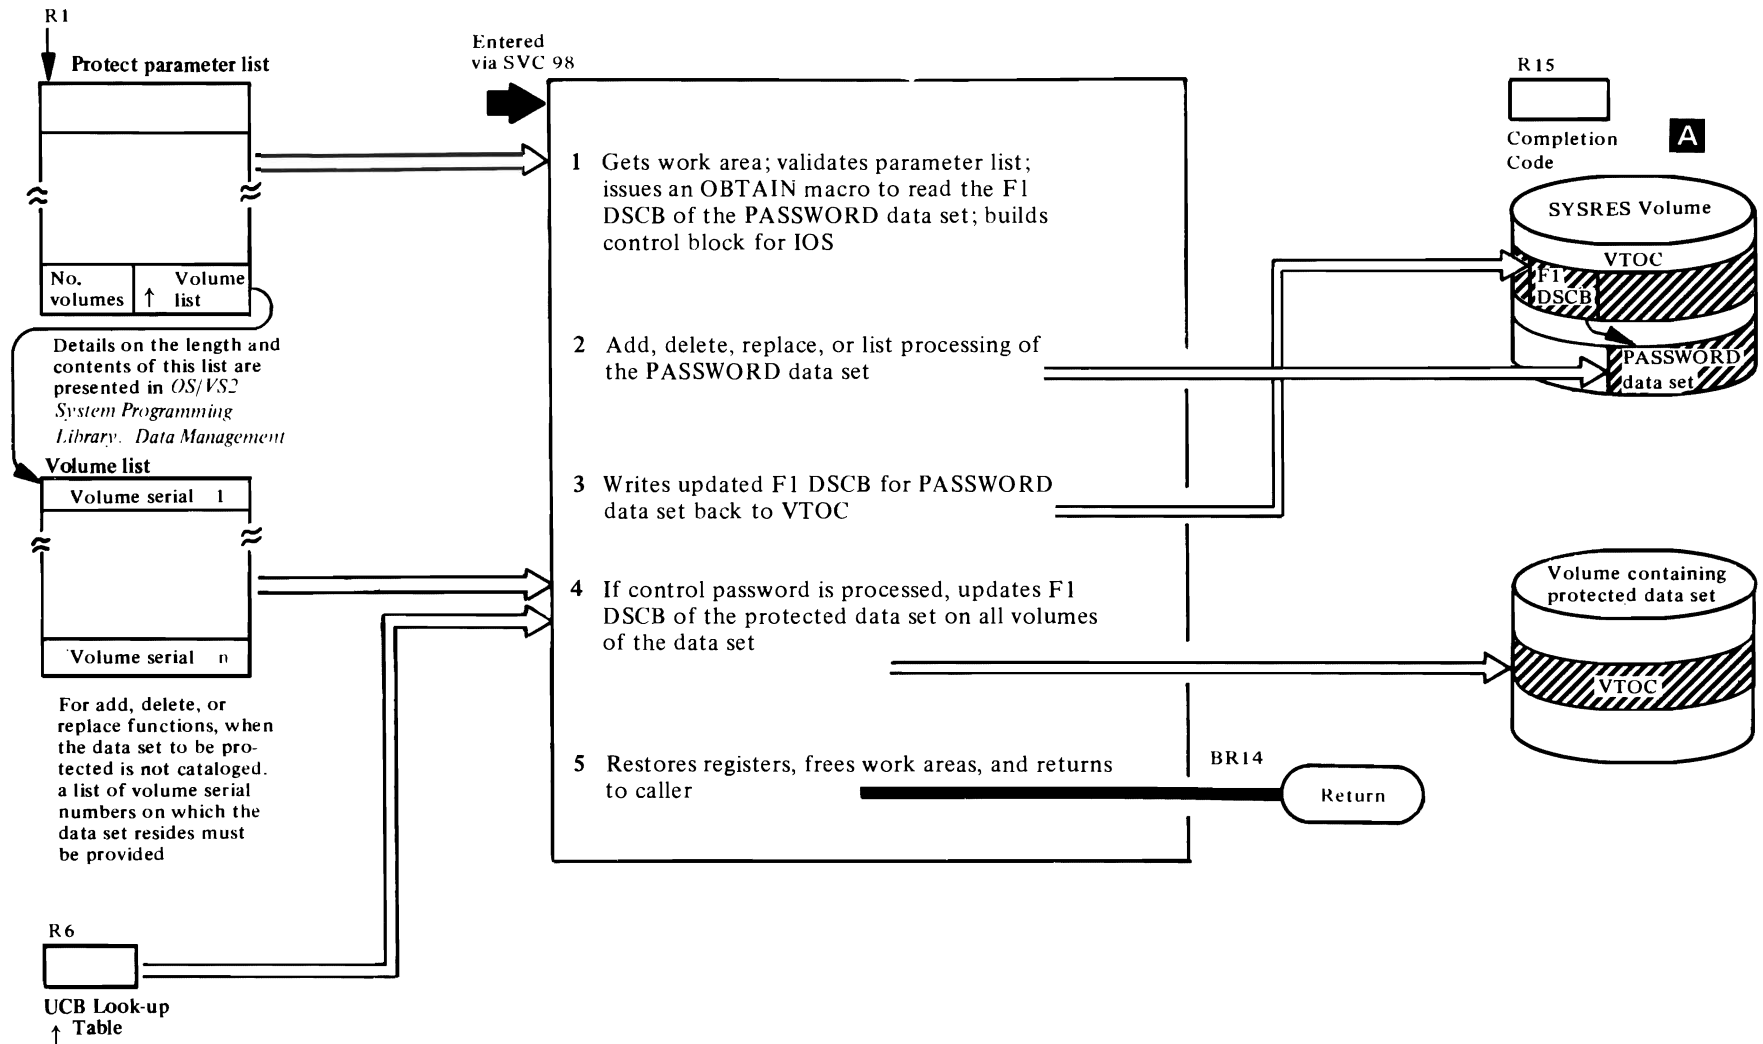 R1
Protect parameter list
No.
volumes
↑ Volume
list
Details on the length and
contents of this list are
presented in OS/VS2
System Programming
Library. Data Management
Volume list
Volume serial 1
Volume serial n
For add, delete, or
replace functions, when
the data set to be pro-
tected is not cataloged.
a list of volume serial
numbers on which the
data set resides must
be provided
R6
UCB Look-up
↑ Table
Entered
via SVC 98
1 Gets work area; validates parameter list;
issues an OBTAIN macro to read the F1
DSCB of the PASSWORD data set; builds
control block for IOS
2 Add, delete, replace, or list processing of
the PASSWORD data set
3 Writes updated F1 DSCB for PASSWORD
data set back to VTOC
4 If control password is processed, updates F1
DSCB of the protected data set on all volumes
of the data set
5 Restores registers, frees work areas, and returns
to caller
BR14
Return
R15
Completion
Code
A
SYSRES Volume
VTOC
F1
DSCB
PASSWORD
data set
Volume containing
protected data set
VTOC